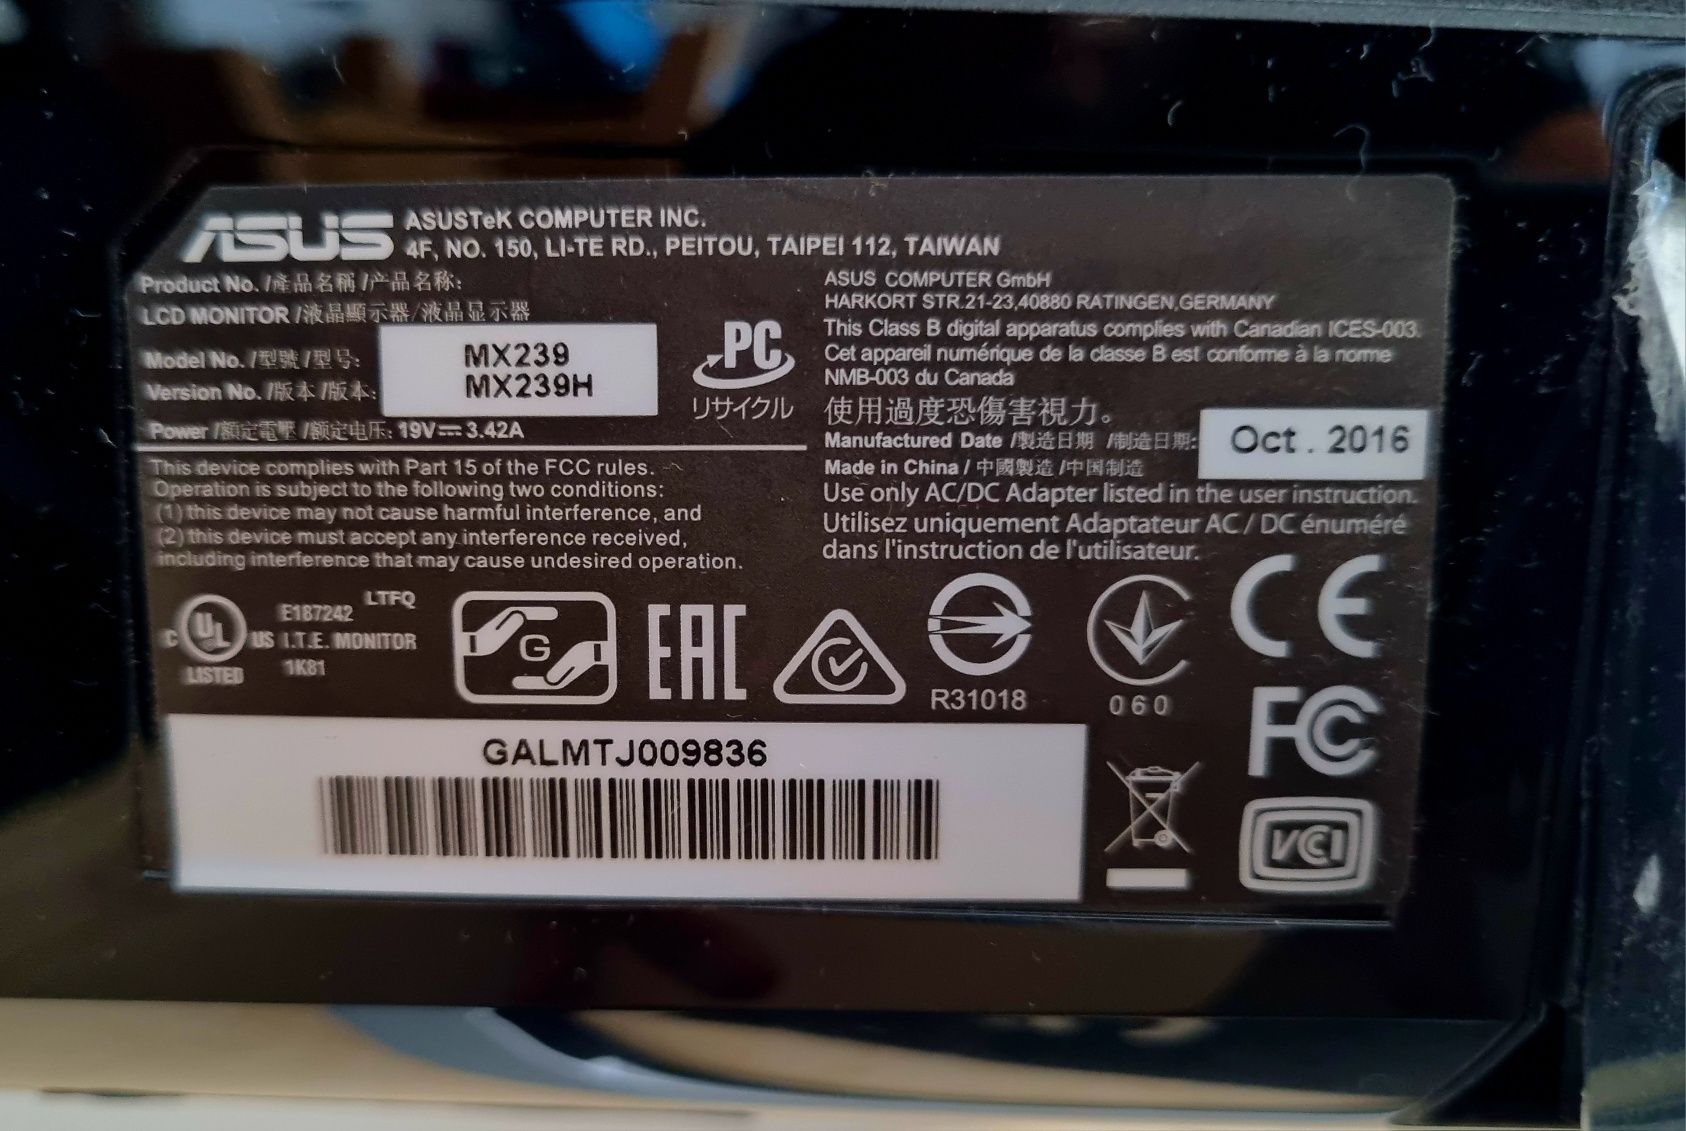 ASUS
ASUSTeK COMPUTER INC.
4F, NO. 150, LI-TE RD., PEITOU, TAIPEI 112, TAIWAN
Product No. /產品名稱 /产品名称:
LCD MONITOR /液晶顯示器/液晶显示器
Model No. /型號 /型号:
MX239
Version No. /版本 /版本:
MX239H
Power /額定電壓 /额定电压: 19V⎓3.42A
PC
リサイクル
This device complies with Part 15 of the FCC rules.
Operation is subject to the following two conditions:
(1) this device may not cause harmful interference, and
(2) this device must accept any interference received,
including interference that may cause undesired operation.
ASUS COMPUTER GmbH
HARKORT STR.21-23,40880 RATINGEN,GERMANY
This Class B digital apparatus complies with Canadian ICES-003.
Cet appareil numérique de la classe B est conforme à la norme
NMB-003 du Canada
使用過度恐傷害視力。
Manufactured Date /製造日期 /制造日期:
Oct . 2016
Made in China / 中國製造 /中国制造
Use only AC/DC Adapter listed in the user instruction.
Utilisez uniquement Adaptateur AC / DC énuméré
dans l'instruction de l'utilisateur.
C UL US
LISTED
E187242 LTFQ
I.T.E. MONITOR
1K81
G
EAC
R31018
060
CE
FC
VCCI
GALMTJ009836